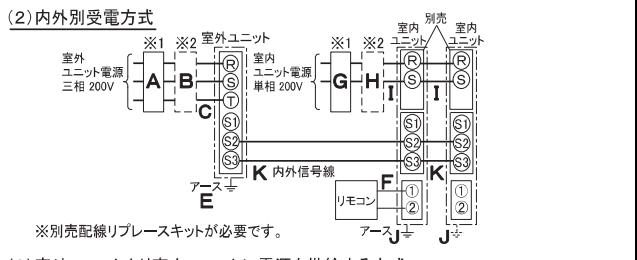 (2)内外別受電方式
別売
※1 ※2 室外ユニット
※1 ※2 室内ユニット 室内ユニット
室外
ユニット電源
三相 200V
A B C
R
S
T
S1
S2
S3
室内
ユニット電源
単相 200V
G H I I
R
S
R
S
S1
S2
S3
S1
S2
S3
K 内外信号線 K
アース
E
リモコン
F
①
②
①
②
アース J J
※別売配線リプレースキットが必要です。